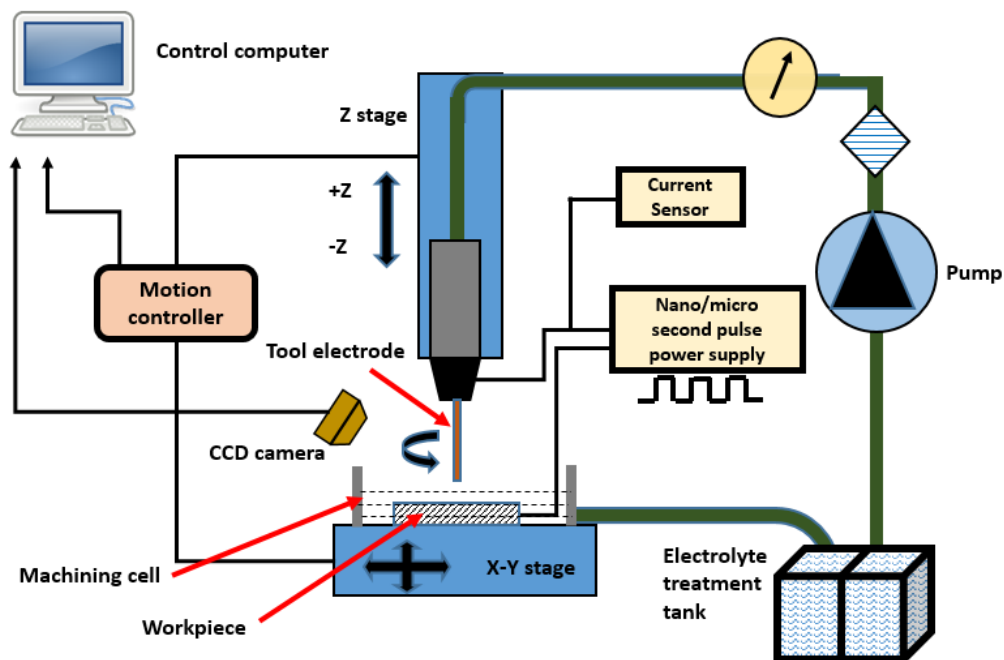 Control computer
Z stage
+Z
-Z
Current
Sensor
Pump
Motion
controller
Nano/micro
second pulse
power supply
Tool electrode
CCD camera
Machining cell
X-Y stage
Workpiece
Electrolyte
treatment
tank